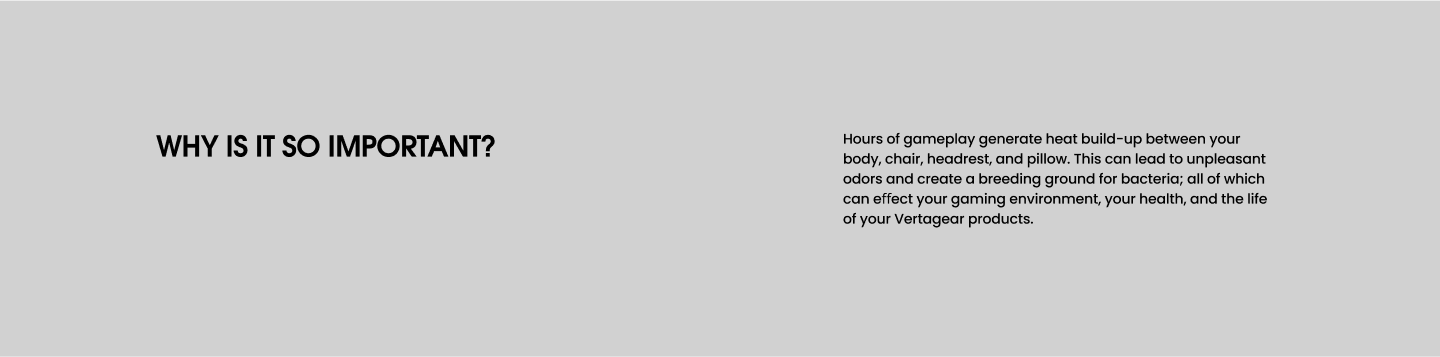 WHY IS IT SO IMPORTANT?
Hours of gameplay generate heat build-up between your
body, chair, headrest, and pillow. This can lead to unpleasant
odors and create a breeding ground for bacteria; all of which
can effect your gaming environment, your health, and the life
of your Vertagear products.